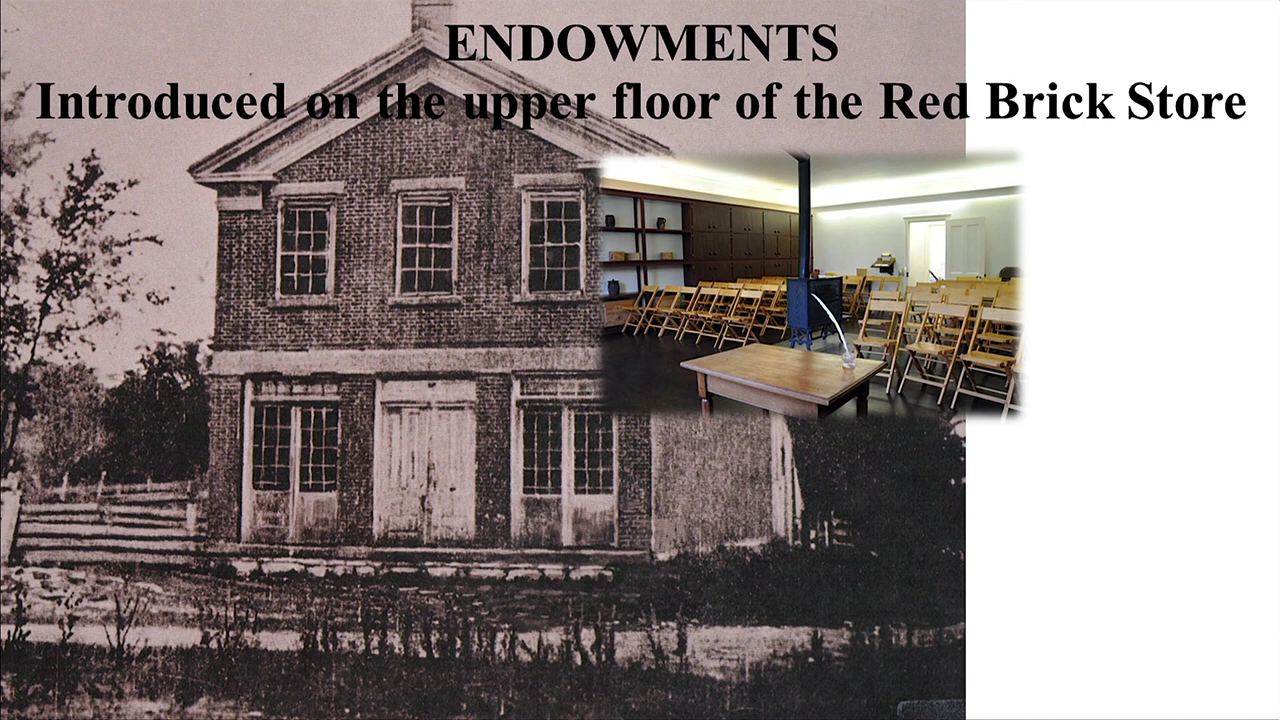 ENDOWMENTS
Introduced on the upper floor of the Red Brick Store